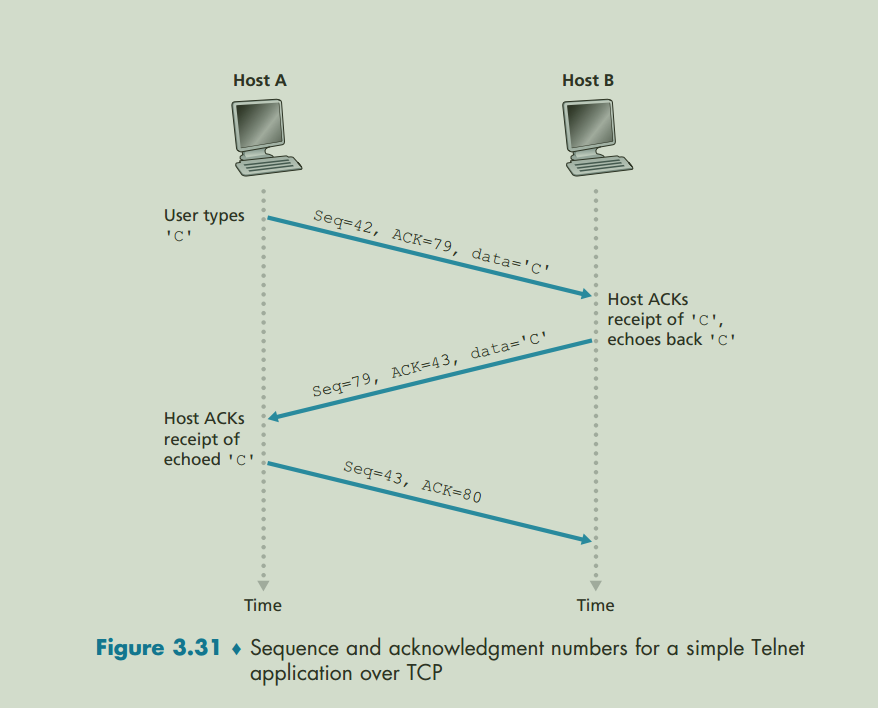 Host A
Host B
User types
'C'
Seq=42, ACK=79, data='C'
Host ACKs
receipt of 'C',
echoes back 'C'
Seq=79, ACK=43, data='C'
Host ACKs
receipt of
echoed 'C'
Seq=43, ACK=80
Time
Time
Figure 3.31 ♦ Sequence and acknowledgment numbers for a simple Telnet
application over TCP